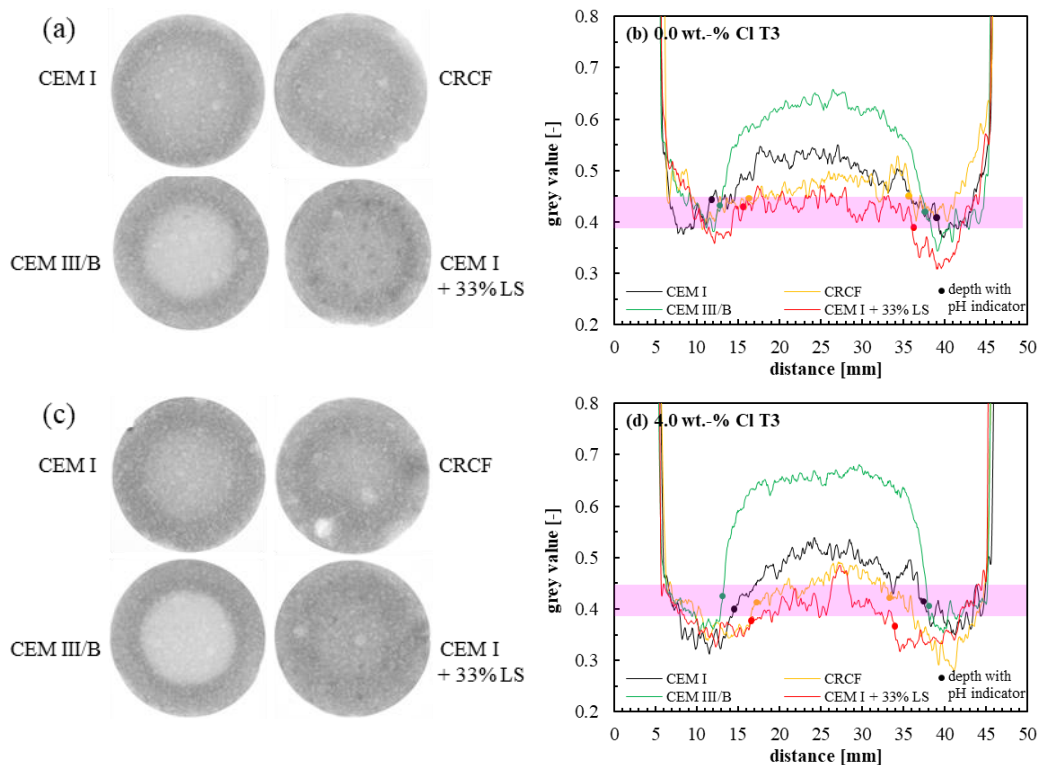 (a)
CEM I
CRCF
CEM III/B
CEM I
+ 33% LS
(b) 0.0 wt.-% Cl T3
grey value [-]
0.8
0.7
0.6
0.5
0.4
0.3
0.2
CEM I
CRCF
CEM III/B
CEM I + 33% LS
depth with
pH indicator
0 5 10 15 20 25 30 35 40 45 50
distance [mm]
(c)
CEM I
CRCF
CEM III/B
CEM I
+ 33% LS
(d) 4.0 wt.-% Cl T3
grey value [-]
0.8
0.7
0.6
0.5
0.4
0.3
0.2
CEM I
CRCF
CEM III/B
CEM I + 33% LS
depth with
pH indicator
0 5 10 15 20 25 30 35 40 45 50
distance [mm]